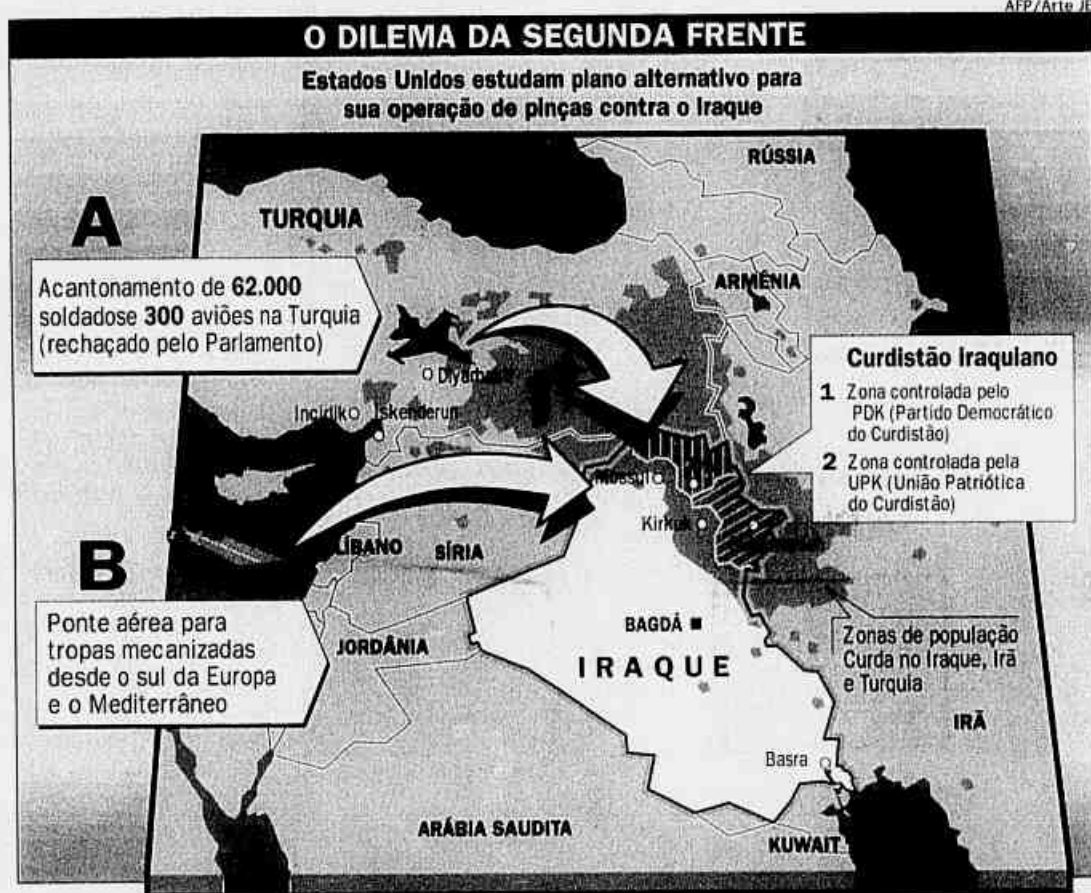 AFP/Arte JB
O DILEMA DA SEGUNDA FRENTE
Estados Unidos estudam plano alternativo para
sua operação de pinças contra o Iraque
RÚSSIA
TURQUIA
ARMÊNIA
A
Acantonamento de 62.000
soldadose 300 aviões na Turquia
(rechaçado pelo Parlamento)
Incirlik
Iskenderun
Curdistão iraquiano
1 Zona controlada pelo
PDK (Partido Democrático
do Curdistão)
2 Zona controlada pela
UPK (União Patriótica
do Curdistão)
Mossul
Kirkuk
B
LÍBANO
SÍRIA
Ponte aérea para
tropas mecanizadas
desde o sul da Europa
e o Mediterrâneo
JORDÂNIA
BAGDÁ
IRAQUE
Zonas de população
Curda no Iraque, Irã
e Turquia
IRÃ
Basra
ARÁBIA SAUDITA
KUWAIT